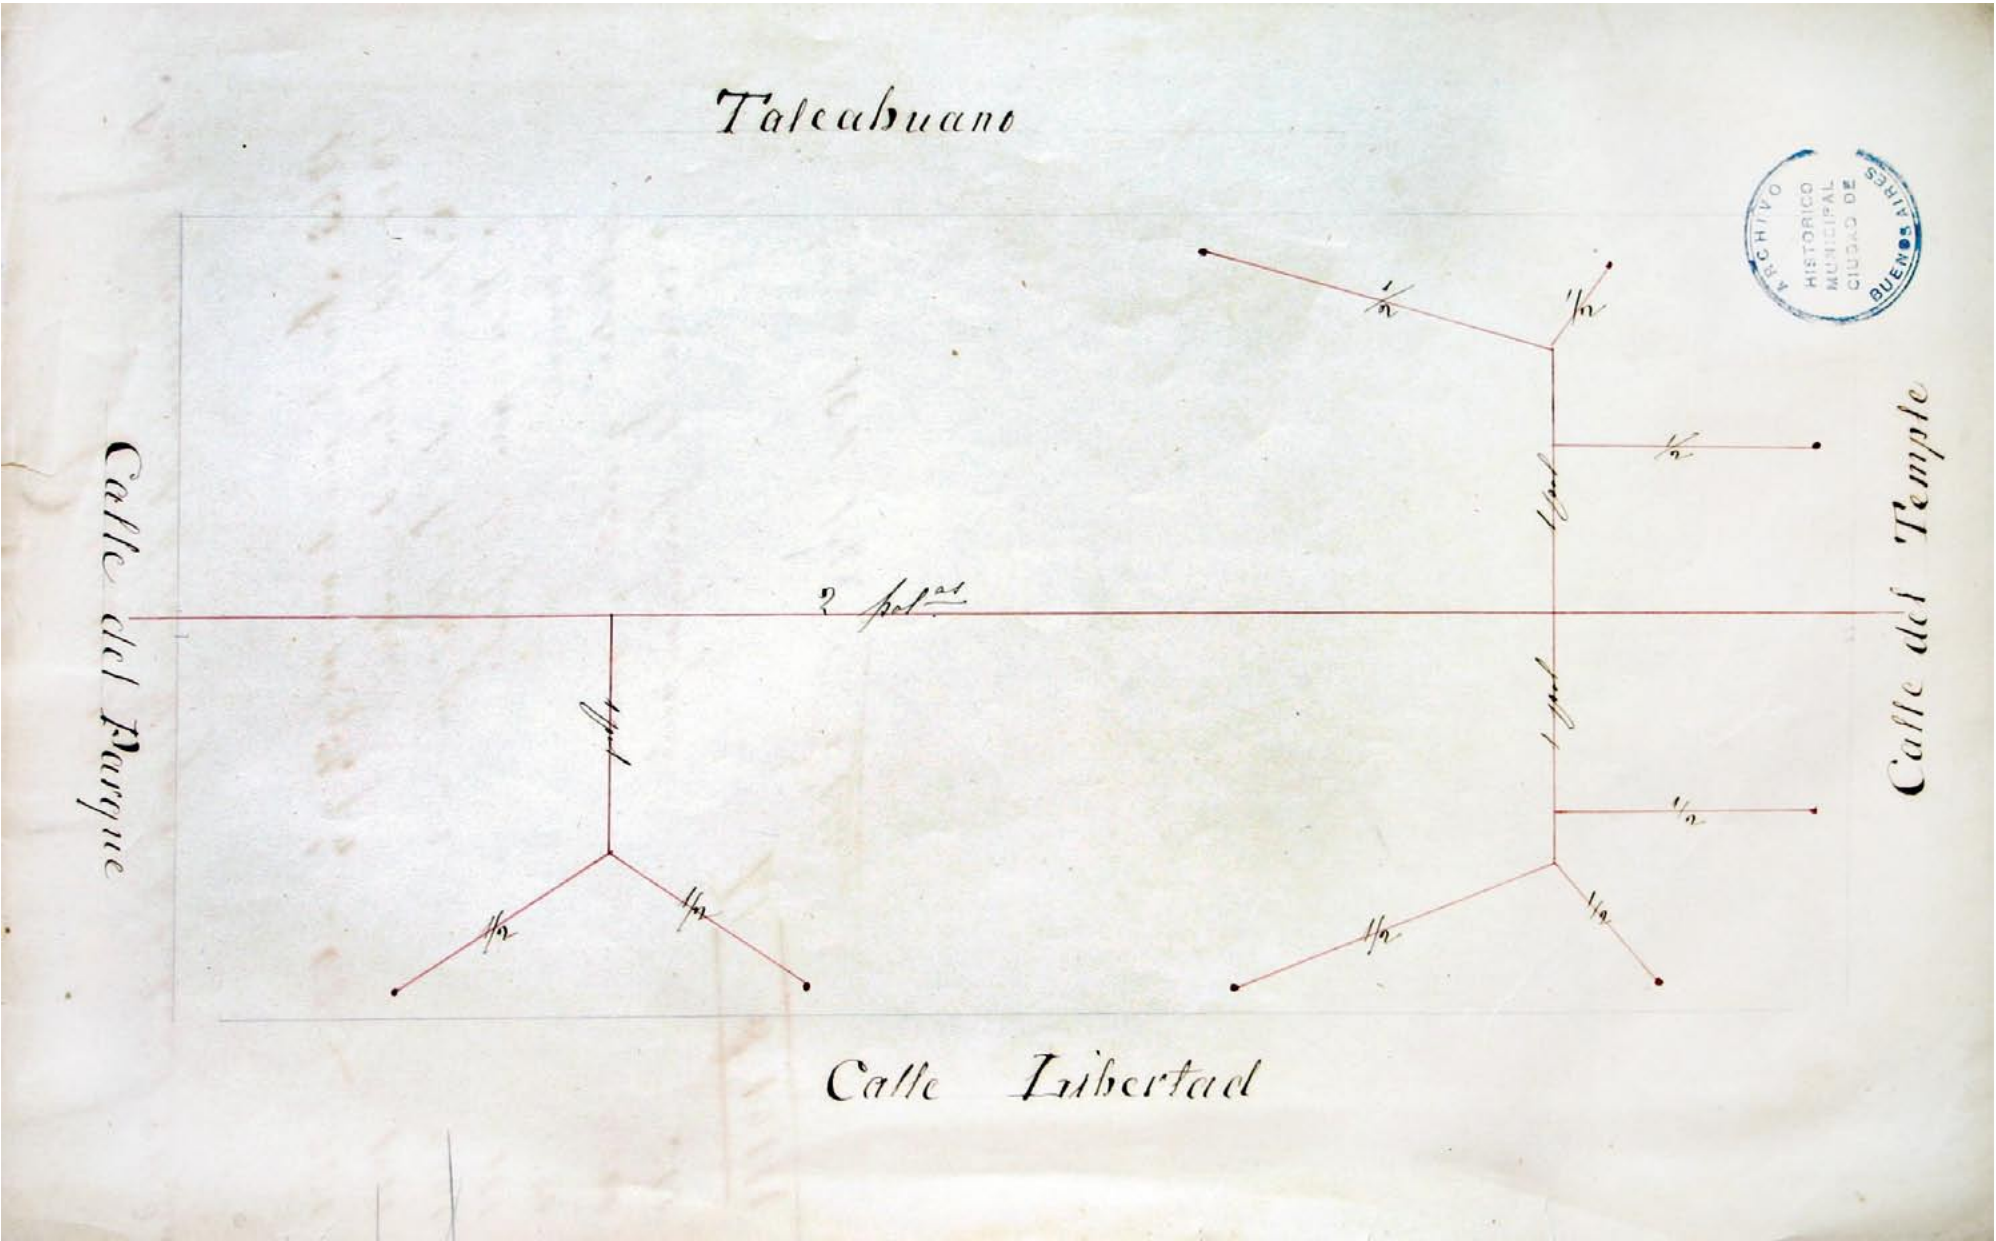 Talcahuano
ARCHIVO
HISTORICO
MUNICIPAL
CIUDAD DE
BUENOS AIRES
1/2
1/2
1/2
1 pul
Calle del Parque
2 pul.as
Calle del Temple
1 pul
1 pul
1/2
1/2
1/2
1/2
1/2
Calle Libertad